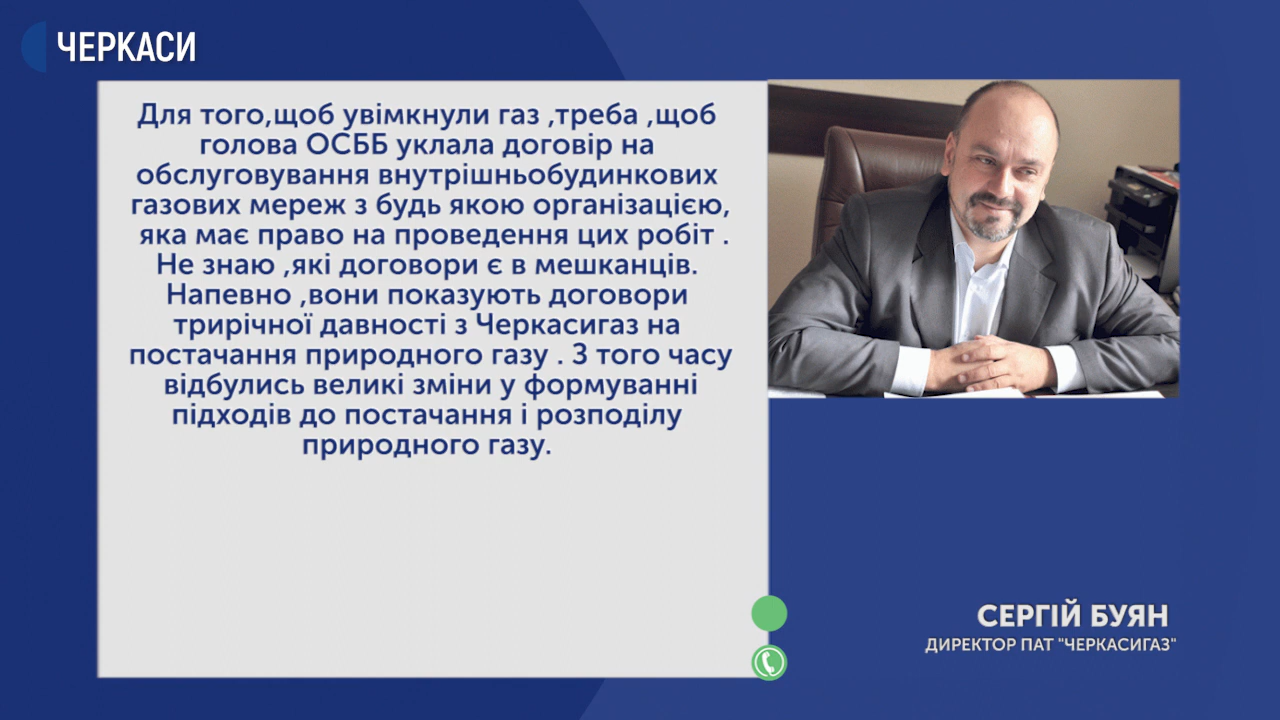 ЧЕРКАСИ
Для того,щоб увімкнули газ ,треба ,щоб
голова ОСББ уклала договір на
обслуговування внутрішньобудинкових
газових мереж з будь якою організацією,
яка має право на проведення цих робіт .
Не знаю ,які договори є в мешканців.
Напевно ,вони показують договори
трирічної давності з Черкасигаз на
постачання природного газу . З того часу
відбулись великі зміни у формуванні
підходів до постачання і розподілу
природного газу.
СЕРГІЙ БУЯН
ДИРЕКТОР ПАТ "ЧЕРКАСИГАЗ"